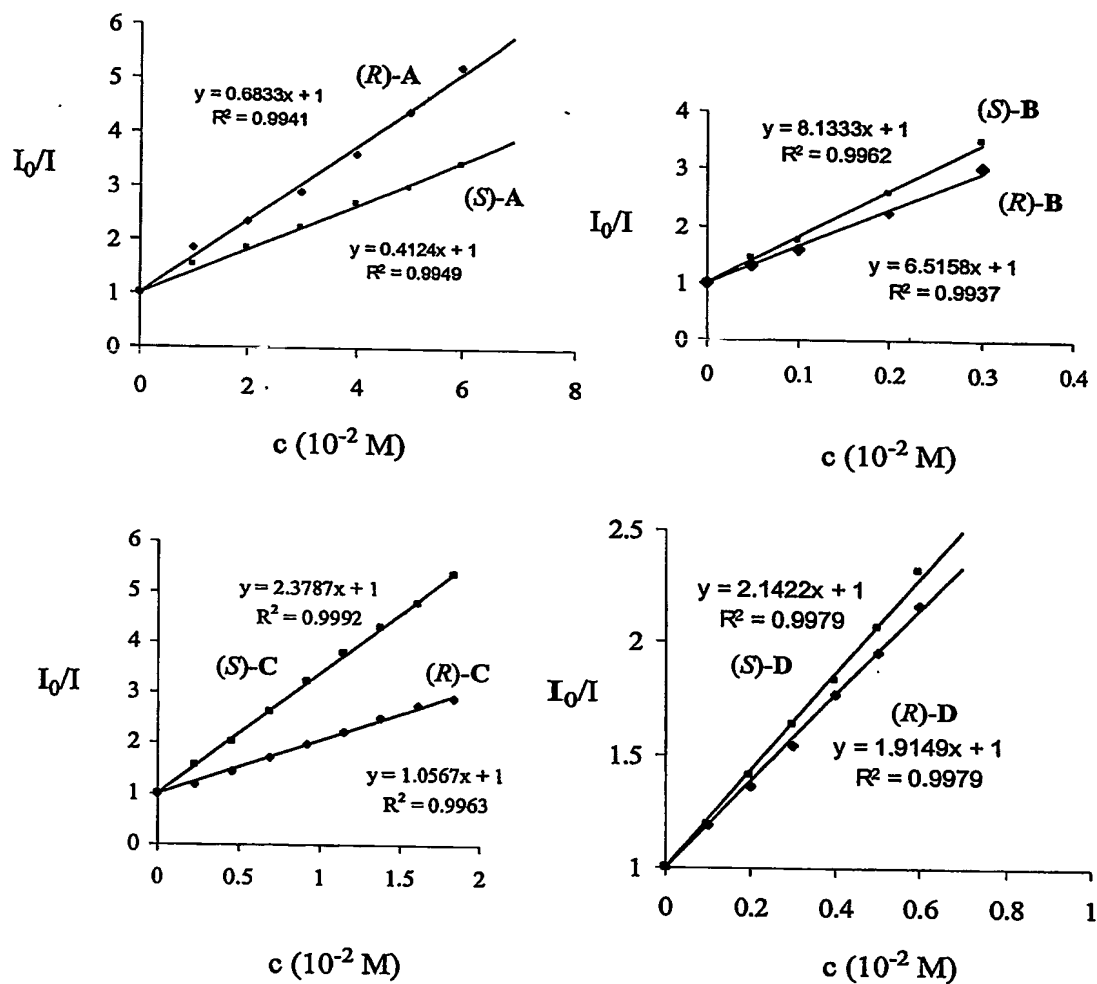 6
5
4
3
2
1
0
I₀/I
(R)-A
y = 0.6833x + 1
R² = 0.9941
(S)-A
y = 0.4124x + 1
R² = 0.9949
0 2 4 6 8
c (10⁻² M)
4
3
2
1
0
I₀/I
(S)-B
y = 8.1333x + 1
R² = 0.9962
(R)-B
y = 6.5158x + 1
R² = 0.9937
0 0.1 0.2 0.3 0.4
c (10⁻² M)
6
5
4
3
2
1
0
I₀/I
y = 2.3787x + 1
R² = 0.9992
(S)-C
(R)-C
y = 1.0567x + 1
R² = 0.9963
0 0.5 1 1.5 2
c (10⁻² M)
2.5
2
1.5
1
I₀/I
y = 2.1422x + 1
R² = 0.9979
(S)-D
(R)-D
y = 1.9149x + 1
R² = 0.9979
0 0.2 0.4 0.6 0.8 1
c (10⁻² M)